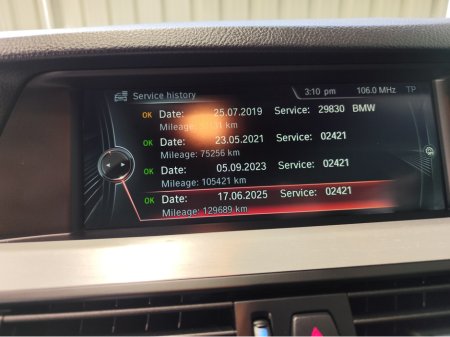 Service history 3:10 pm 106.0 MHz TP
OK Date: 25.07.2019 Service: 29830 BMW
Mileage: km
OK Date: 23.05.2021 Service: 02421
Mileage: 75256 km
OK Date: 05.09.2023 Service: 02421
Mileage: 105421 km
OK Date: 17.06.2025 Service: 02421
Mileage: 129689 km